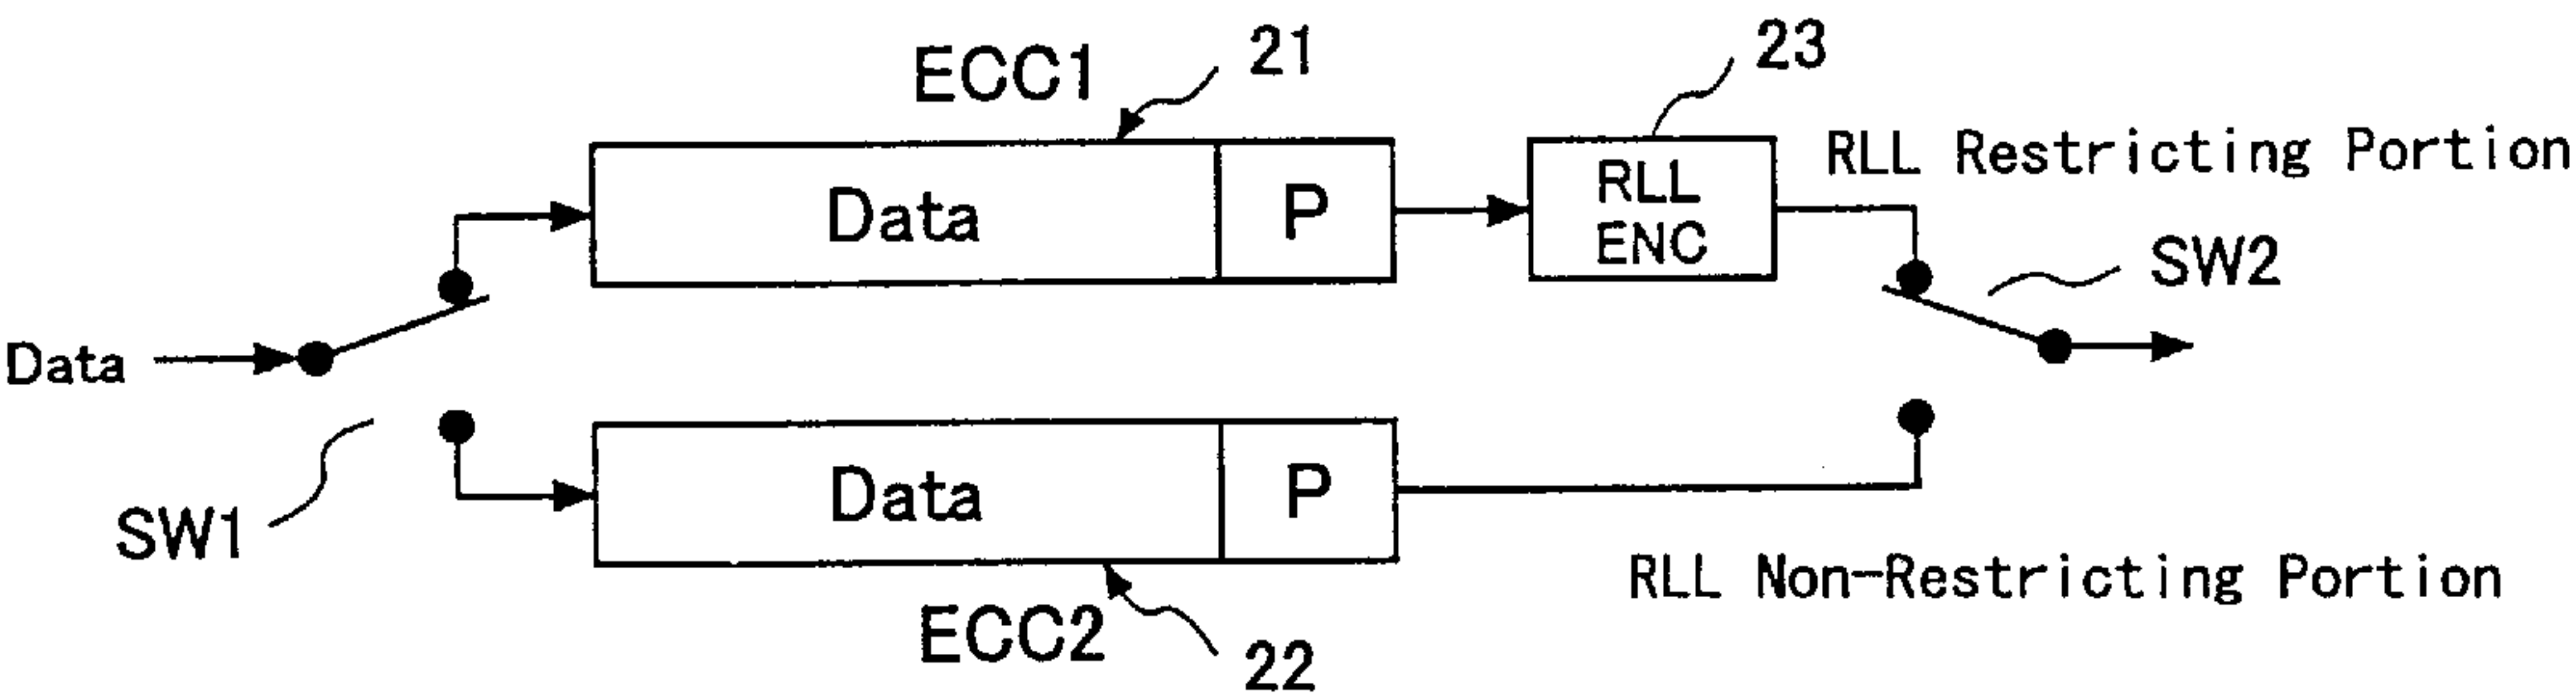 ECC1
21
23
Data
P
RLL
ENC
RLL Restricting Portion
SW2
Data
SW1
Data
P
RLL Non-Restricting Portion
ECC2
22